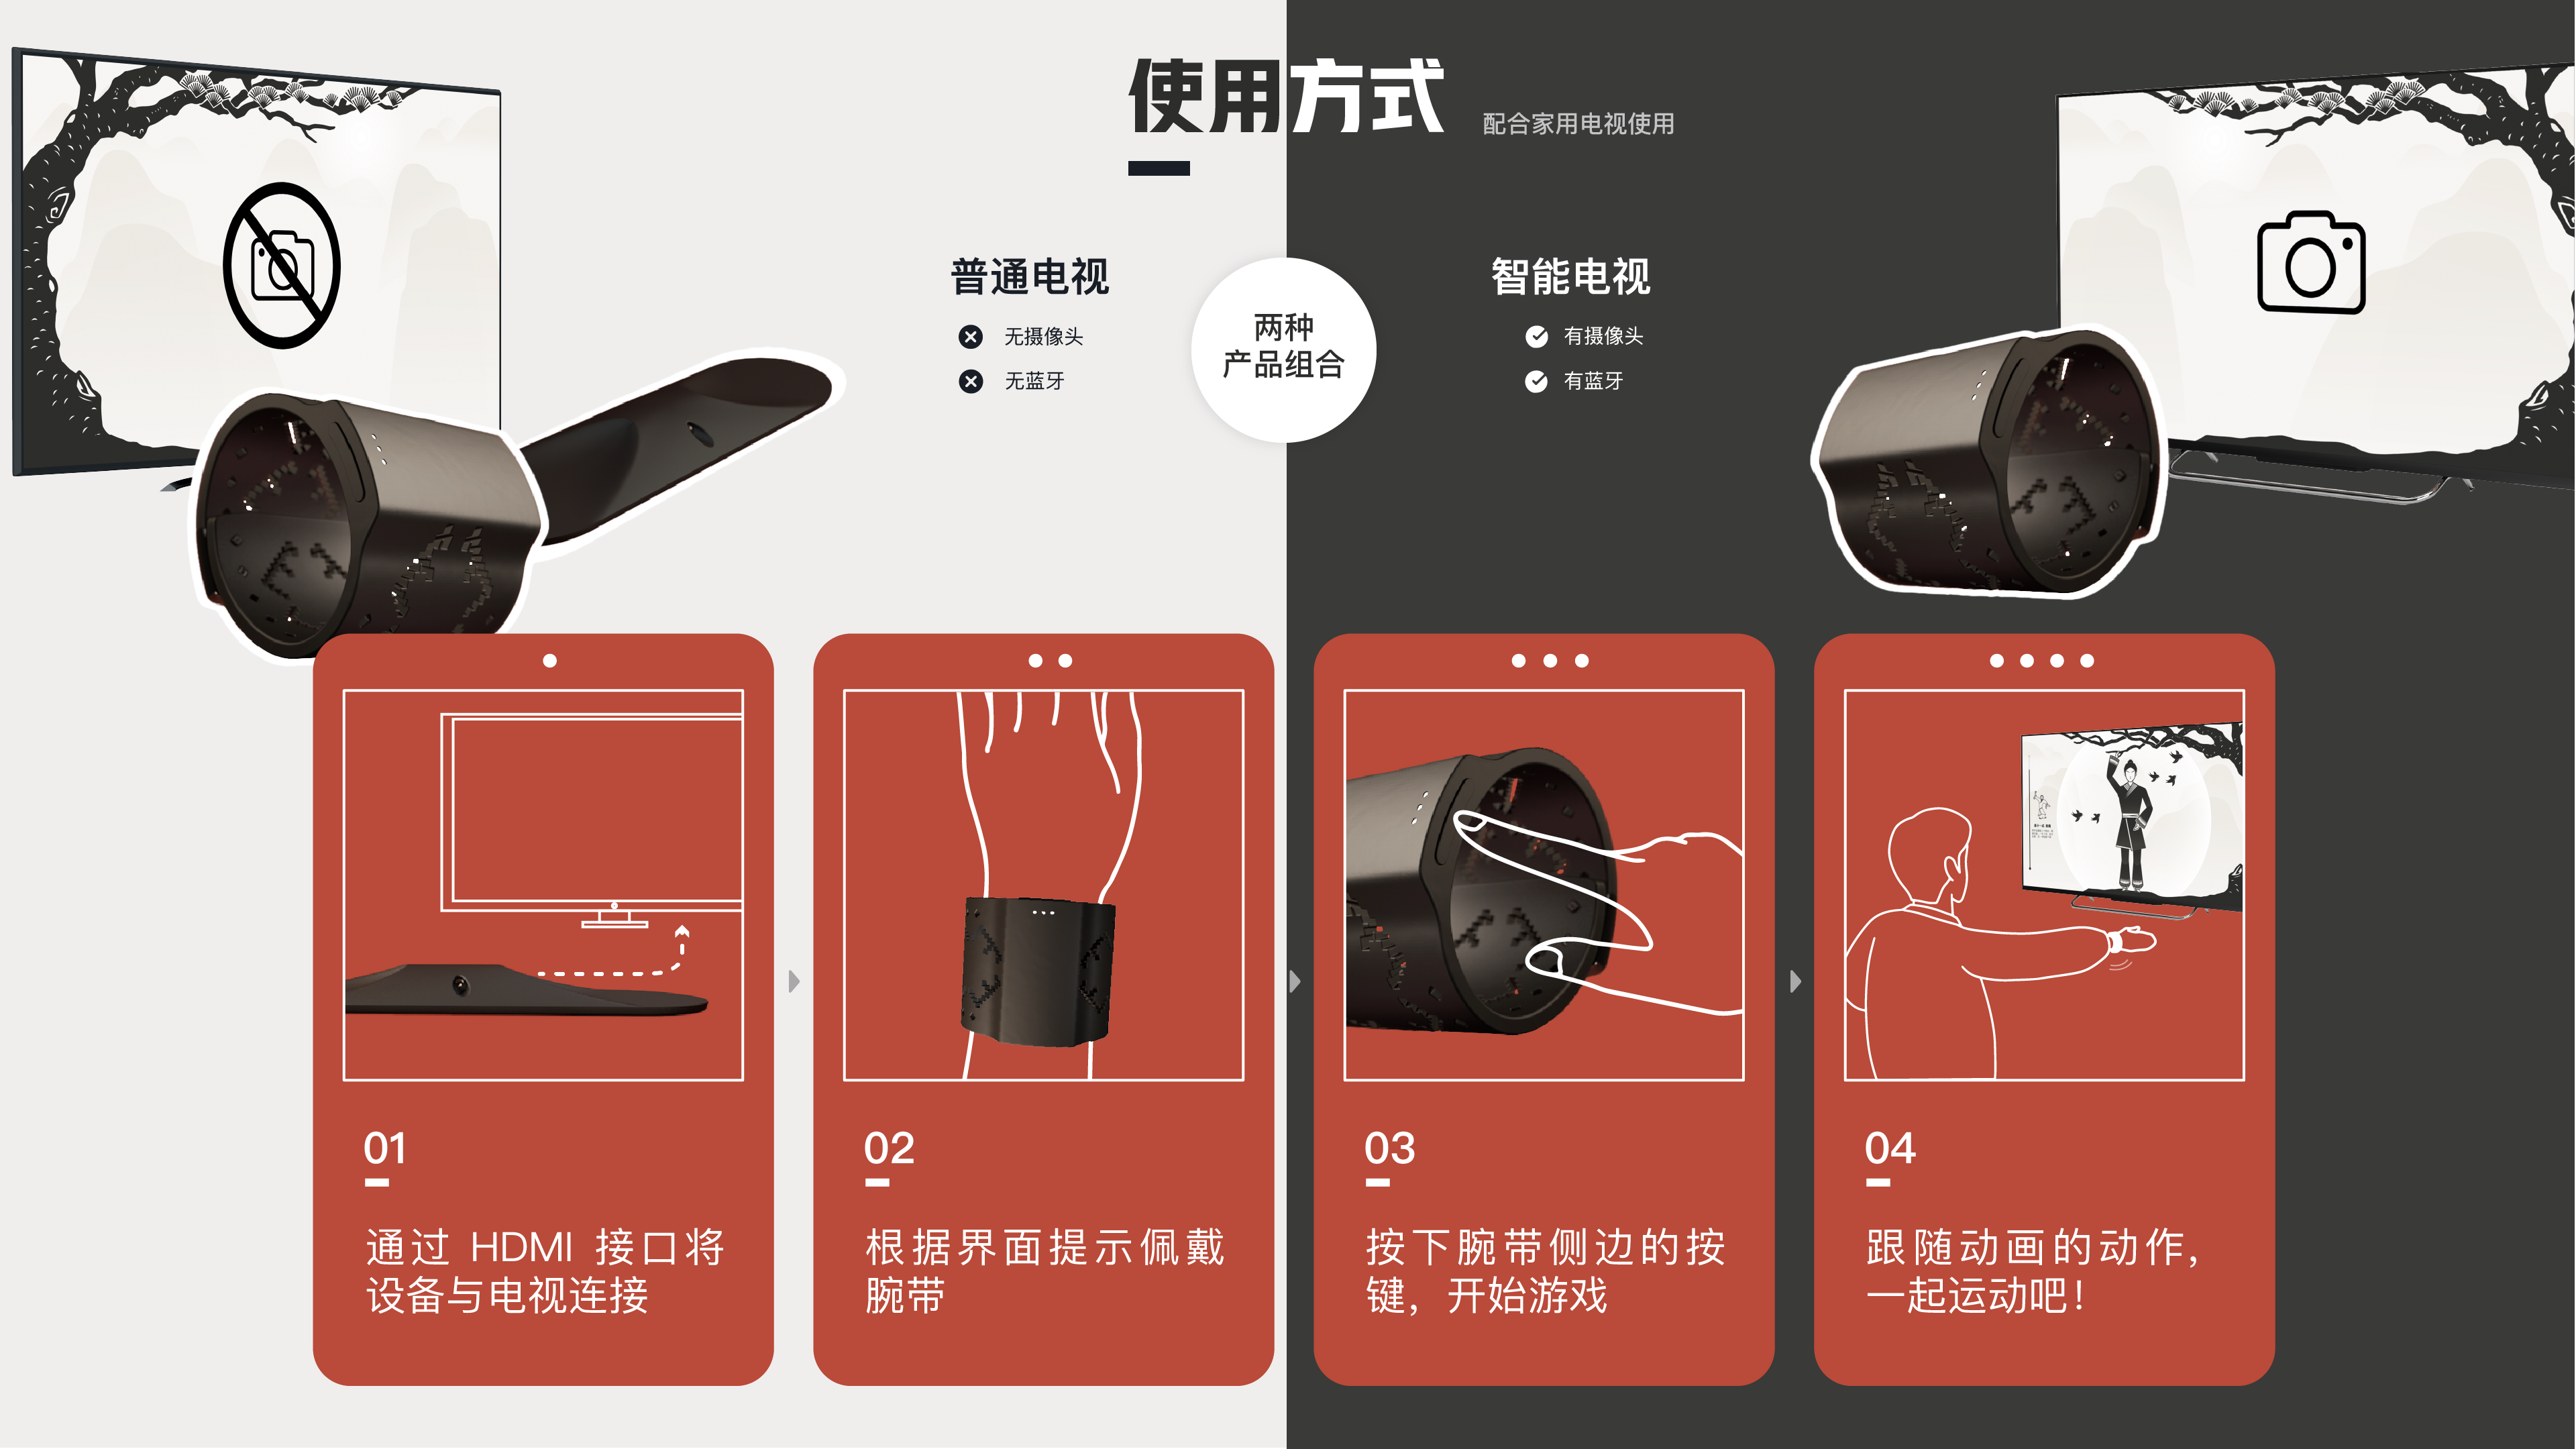 使用方式
配合家用电视使用
普通电视
无摄像头
无蓝牙
两种
产品组合
智能电视
有摄像头
有蓝牙
01
通过 HDMI 接口将
设备与电视连接
02
根据界面提示佩戴
腕带
03
按下腕带侧边的按
键，开始游戏
04
跟随动画的动作，
一起运动吧！